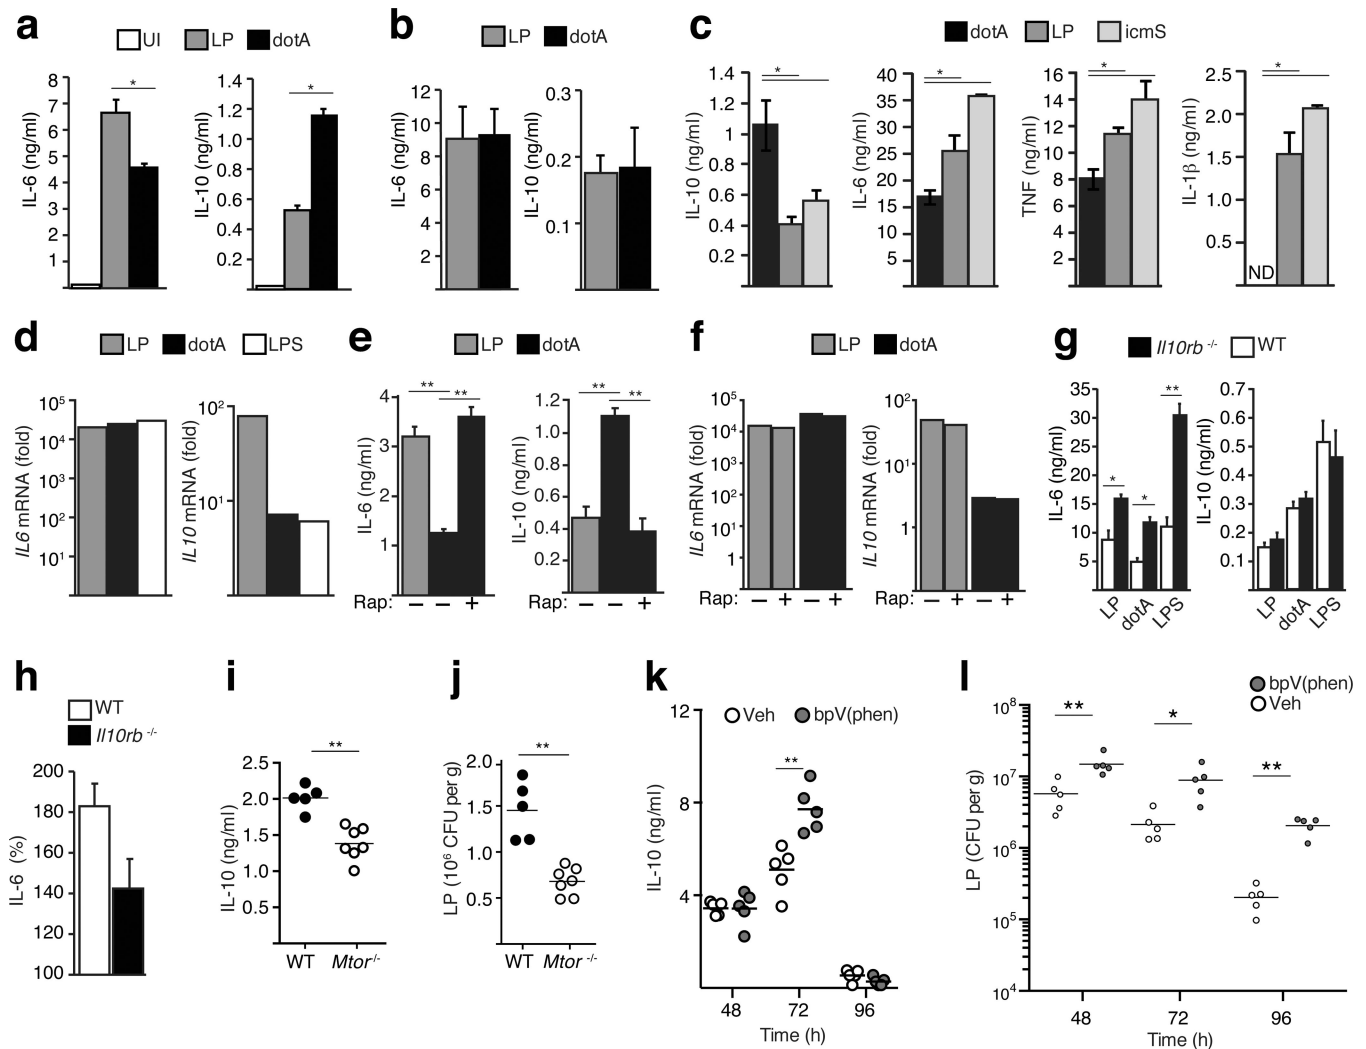 a
UI LP dotA
IL-6 (ng/ml)
8
7
6
5
4
3
2
1
*
IL-10 (ng/ml)
1.4
1.2
1.0
0.8
0.6
0.4
0.2
*
b
LP dotA
IL-6 (ng/ml)
12
10
8
6
4
2
IL-10 (ng/ml)
0.3
0.2
0.1
c
dotA LP icmS
IL-10 (ng/ml)
1.4
1.2
1
0.8
0.6
0.4
0.2
*
IL-6 (ng/ml)
40
35
30
25
20
15
10
5
*
TNF (ng/ml)
16
14
12
10
8
6
4
2
*
IL-1β (ng/ml)
2.5
2.0
1.5
1.0
0.5
*
ND
d
LP dotA LPS
IL6 mRNA (fold)
10⁵
10⁴
10³
10²
10¹
IL10 mRNA (fold)
10²
10¹
e
LP dotA
IL-6 (ng/ml)
4
3
2
1
** **
Rap: – – +
IL-10 (ng/ml)
1.2
1.0
0.8
0.6
0.4
0.2
** **
Rap: – – +
f
LP dotA
IL6 mRNA (fold)
10⁵
10⁴
10³
10²
10¹
1
Rap: – + – +
IL10 mRNA (fold)
10²
10¹
1
Rap: – + – +
g
Il10rb -/- WT
IL-6 (ng/ml)
35
30
25
20
15
10
5
* * **
LP dotA LPS
IL-10 (ng/ml)
0.7
0.6
0.5
0.4
0.3
0.2
0.1
LP dotA LPS
h
WT
Il10rb -/-
IL-6 (%)
200
180
160
140
120
100
i
IL-10 (ng/ml)
2.5
2.0
1.5
1.0
0.5
**
WT Mtor-/-
j
LP (10⁶ CFU per g)
2.0
1.5
1.0
0.5
**
WT Mtor-/-
k
Veh bpV(phen)
IL-10 (ng/ml)
12
8
4
**
48 72 96
Time (h)
l
bpV(phen)
Veh
LP (CFU per g)
10⁸
10⁷
10⁶
10⁵
10⁴
** * **
48 72 96
Time (h)